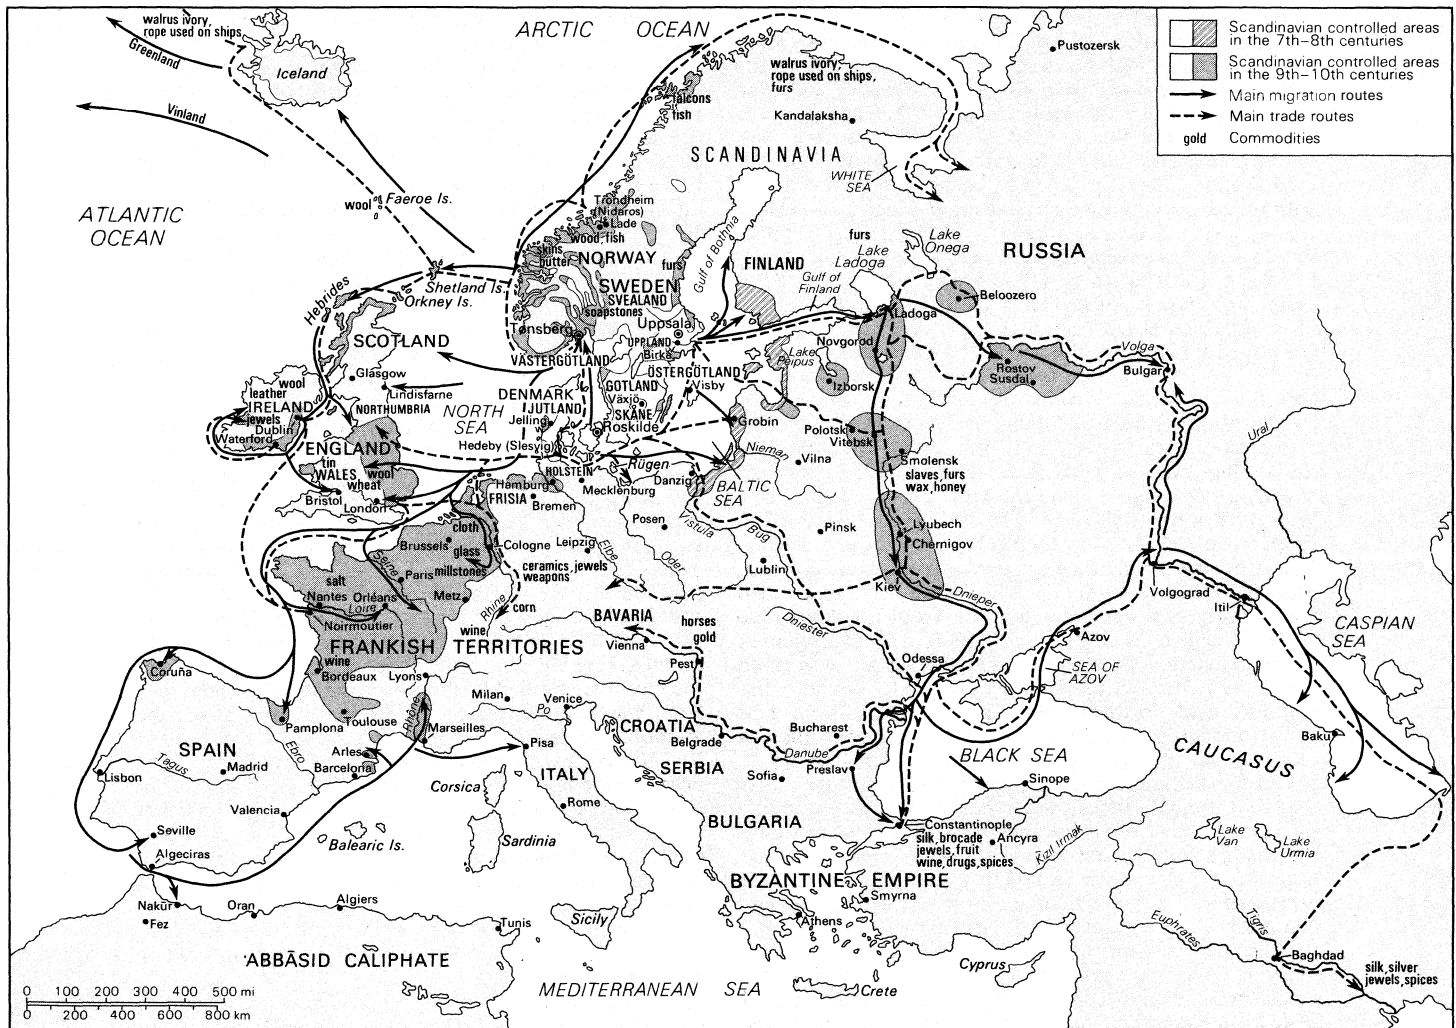 walrus ivory,
rope used on ships
Greenland
Iceland
Vinland
ARCTIC OCEAN
Pustozersk
Scandinavian controlled areas
in the 7th–8th centuries
Scandinavian controlled areas
in the 9th–10th centuries
Main migration routes
Main trade routes
gold Commodities
walrus ivory,
rope used on ships,
furs
falcons
fish
Kandalaksha
SCANDINAVIA
WHITE
SEA
ATLANTIC
OCEAN
wool
Faeroe Is.
Trondheim
(Nidaros)
Lade
wood, fish
skins
butter
NORWAY
furs
Gulf of Bothnia
FINLAND
furs
Lake
Ladoga
Lake
Onega
RUSSIA
Gulf of
Finland
Shetland Is.
Orkney Is.
Hebrides
SWEDEN
SVEALAND
soapstones
Beloozero
Ladoga
SCOTLAND
Tønsberg
Uppsala
UPPLAND
Birka
VÄSTERGÖTLAND
ÖSTERGÖTLAND
Novgorod
Lake
Peipus
Izborsk
Volga
Bulgar
Rostov
Susdal
Glasgow
Lindisfarne
wool
leather
IRELAND
jewels
Dublin
Waterford
NORTHUMBRIA
NORTH
SEA
DENMARK
JUTLAND
Jelling
GOTLAND
Växjö
SKÅNE
Roskilde
Visby
Grobin
Polotsk
Vitebsk
Ural
ENGLAND
tin
WALES
wool
wheat
Bristol
London
Hedeby (Slesvig)
HOLSTEIN
Hamburg
FRISIA
Bremen
Mecklenburg
Rügen
Danzig
BALTIC
SEA
Nieman
Vilna
Smolensk
slaves, furs
wax, honey
cloth
Brussels
glass
Cologne
millstones
Leipzig
Elbe
Posen
Vistula
Oder
Bug
Lublin
Pinsk
Lyubech
Chernigov
ceramics, jewels
weapons
Seine
Paris
salt
Nantes
Orléans
Loire
Noirmoutier
Metz
Rhine
corn
wine
Kiev
Dnieper
Volgograd
Itil
CASPIAN
SEA
FRANKISH TERRITORIES
BAVARIA
Vienna
horses
gold
Pest
Dniester
Odessa
Azov
SEA OF
AZOV
Coruña
wine
Bordeaux
Lyons
Rhône
Milan
Venice
Po
Pamplona
Toulouse
Marseilles
Pisa
CROATIA
Belgrade
Bucharest
Danube
Preslav
BLACK SEA
Sinope
CAUCASUS
Baku
SPAIN
Tagus
Madrid
Ebro
Arles
Barcelona
Lisbon
Valencia
Corsica
ITALY
Rome
SERBIA
Sofia
Seville
Algeciras
Balearic Is.
Sardinia
BULGARIA
Constantinople
silk, brocade
jewels, fruit
wine, drugs, spices
Ancyra
Kizil Irmak
Lake
Van
Lake
Urmia
Nakūr
Fez
Oran
Algiers
Tunis
Sicily
BYZANTINE EMPIRE
Smyrna
Athens
Euphrates
Tigris
Baghdad
silk, silver
jewels, spices
ABBĀSID CALIPHATE
MEDITERRANEAN SEA
Crete
Cyprus
0 100 200 300 400 500 mi
0 200 400 600 800 km